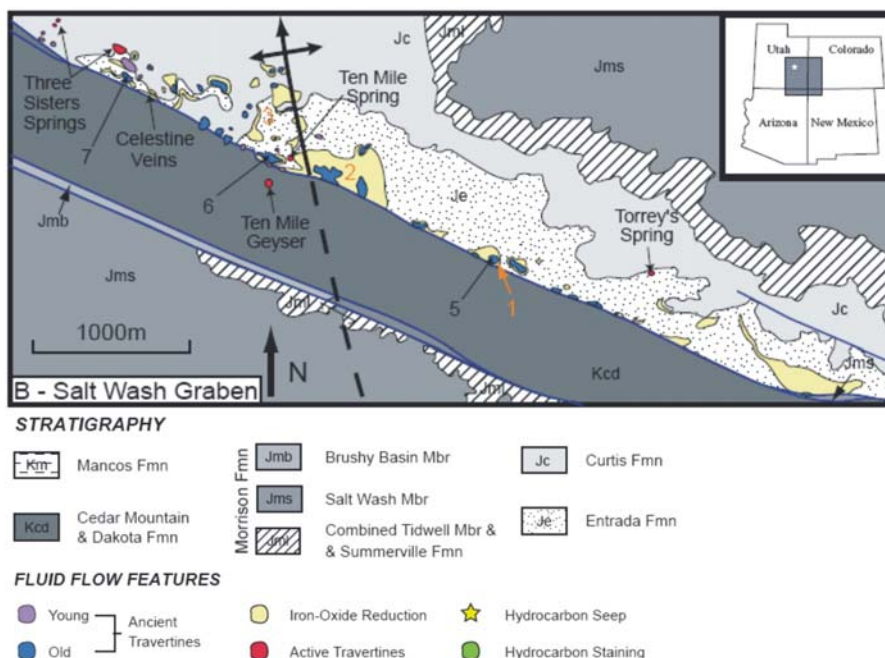 Three
Sisters
Springs
Celestine
Veins
7
3
Ten Mile
Spring
2
6
Ten Mile
Geyser
Jc
Jml
Jms
Utah
Colorado
Arizona
New Mexico
Je
Torrey's
Spring
Jmb
Jms
Jml
5
1
1000m
N
Kcd
Jml
Jc
Jms
B - Salt Wash Graben
STRATIGRAPHY
Km
Mancos Fmn
Kcd
Cedar Mountain
& Dakota Fmn
Morrison Fmn
Jmb
Brushy Basin Mbr
Jms
Salt Wash Mbr
Jml
Combined Tidwell Mbr &
& Summerville Fmn
Jc
Curtis Fmn
Je
Entrada Fmn
FLUID FLOW FEATURES
Young
Old
Ancient
Travertines
Iron-Oxide Reduction
Active Travertines
Hydrocarbon Seep
Hydrocarbon Staining